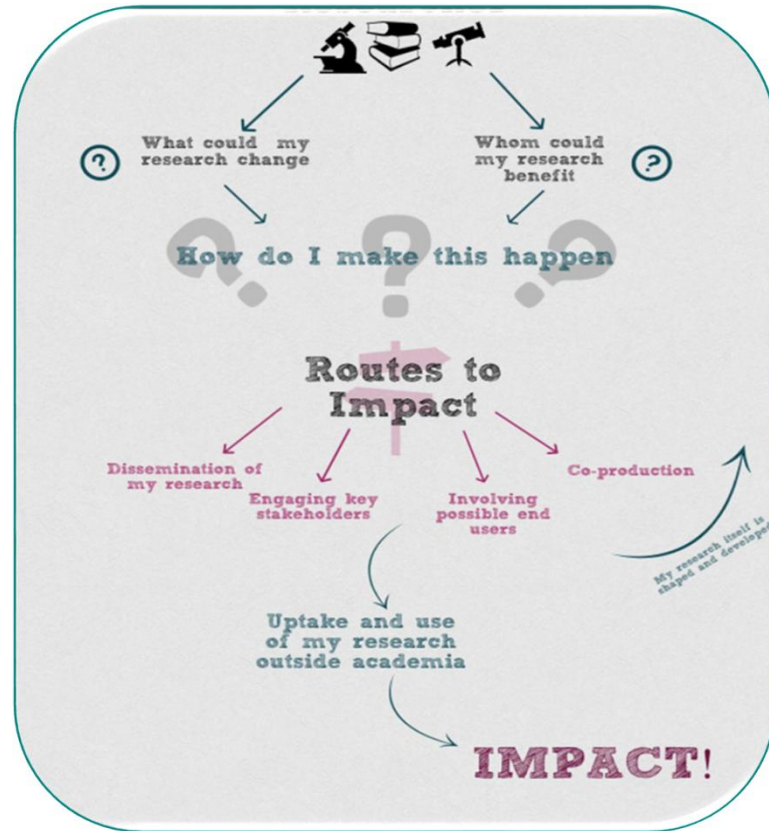 What could my
research change
Whom could
my research
benefit
?
?
How do I make this happen
? ? ?
Routes to
Impact
Dissemination of
my research
Engaging key
stakeholders
Involving
possible end
users
Co-production
My research itself is
shaped and developed
Uptake and use
of my research
outside academia
IMPACT!